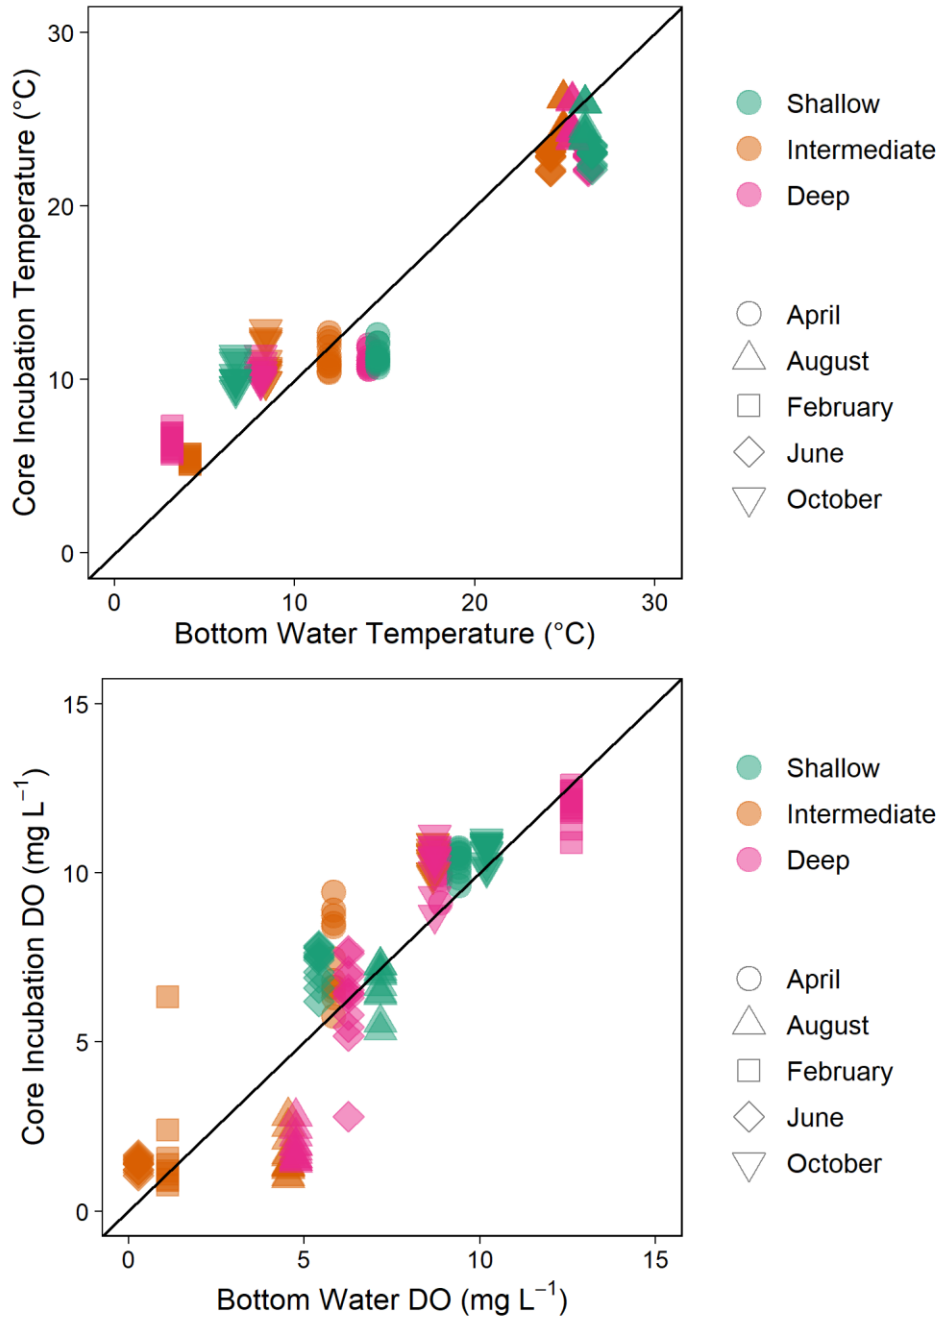 30
20
10
0
0
10
20
30
Core Incubation Temperature (°C)
Bottom Water Temperature (°C)
Shallow
Intermediate
Deep
April
August
February
June
October
15
10
5
0
0
5
10
15
Core Incubation DO (mg L⁻¹)
Bottom Water DO (mg L⁻¹)
Shallow
Intermediate
Deep
April
August
February
June
October